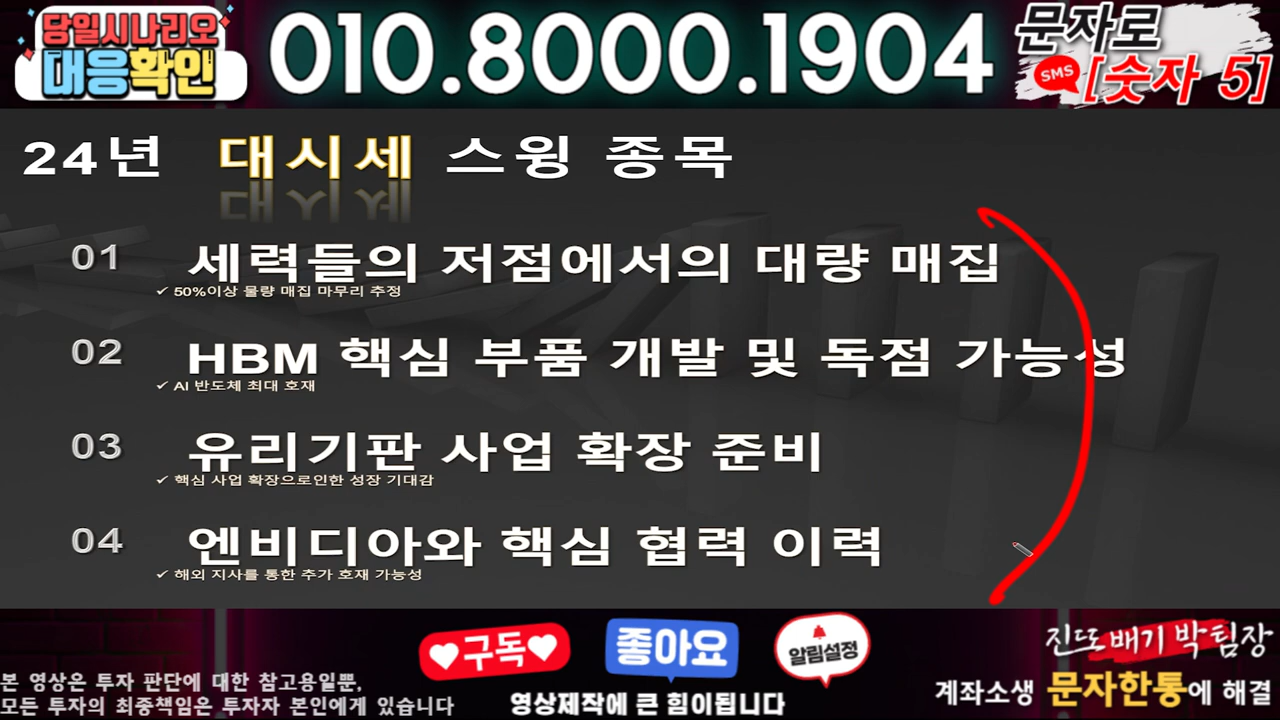 당일시나리오
대응확인
010.8000.1904
문자로
SMS [숫자 5]
24년 대시세 스윙 종목
01 세력들의 저점에서의 대량 매집
✓ 50%이상 물량 매집 마무리 추정
02 HBM 핵심 부품 개발 및 독점 가능성
✓ AI 반도체 최대 호재
03 유리기판 사업 확장 준비
✓ 핵심 사업 확장으로인한 성장 기대감
04 엔비디아와 핵심 협력 이력
✓ 해외 지사를 통한 추가 호재 가능성
구독 좋아요 알림설정
영상제작에 큰 힘이됩니다
본 영상은 투자 판단에 대한 참고용일뿐,
모든 투자의 최종책임은 투자자 본인에게 있습니다
진또배기 박팀장
계좌소생 문자한통에 해결